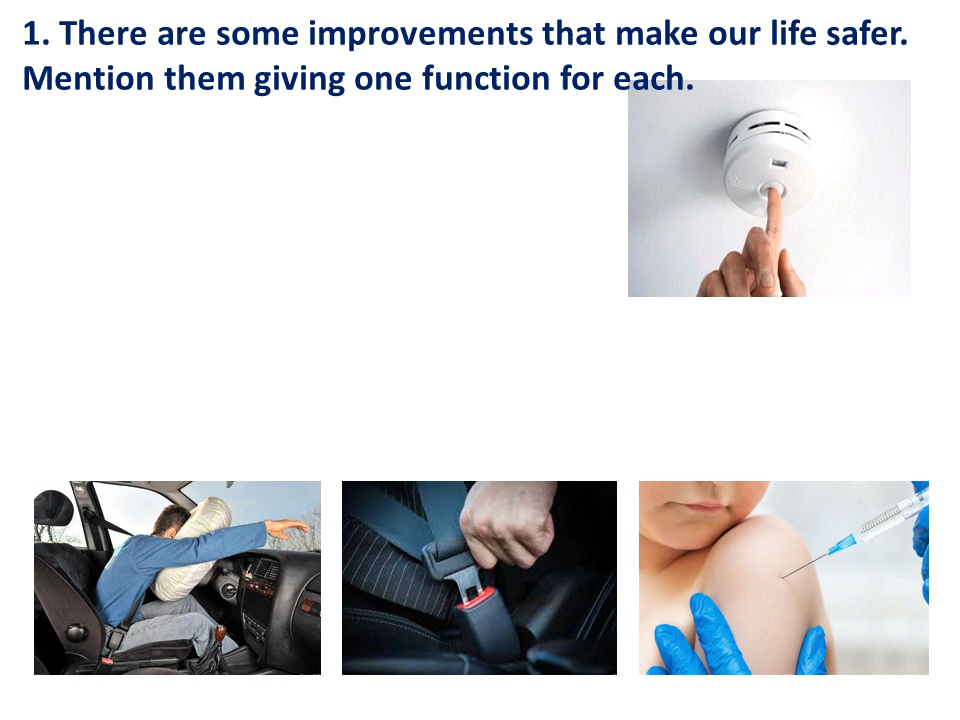 1. There are some improvements that make our life safer.
Mention them giving one function for each.